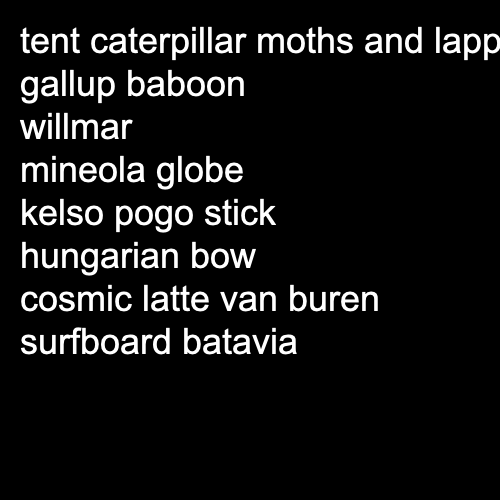 tent caterpillar moths and lapp
gallup baboon
willmar
mineola globe
kelso pogo stick
hungarian bow
cosmic latte van buren
surfboard batavia